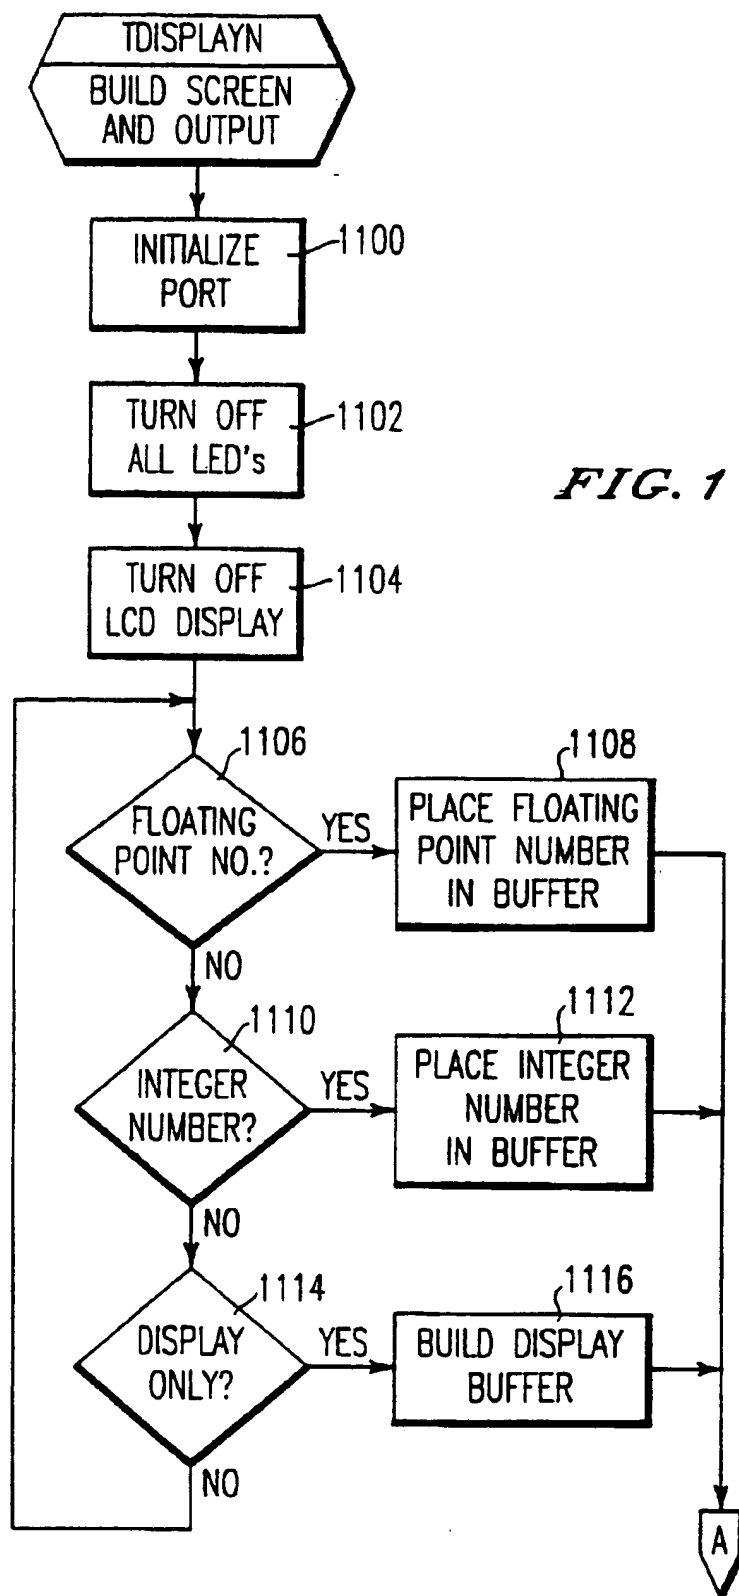 TDISPLAYN
BUILD SCREEN
AND OUTPUT
INITIALIZE
PORT
1100
TURN OFF
ALL LED's
1102
FIG. 1
TURN OFF
LCD DISPLAY
1104
1106
FLOATING
POINT NO.?
YES
1108
PLACE FLOATING
POINT NUMBER
IN BUFFER
NO
1110
INTEGER
NUMBER?
YES
1112
PLACE INTEGER
NUMBER
IN BUFFER
NO
1114
DISPLAY
ONLY?
YES
1116
BUILD DISPLAY
BUFFER
NO
A